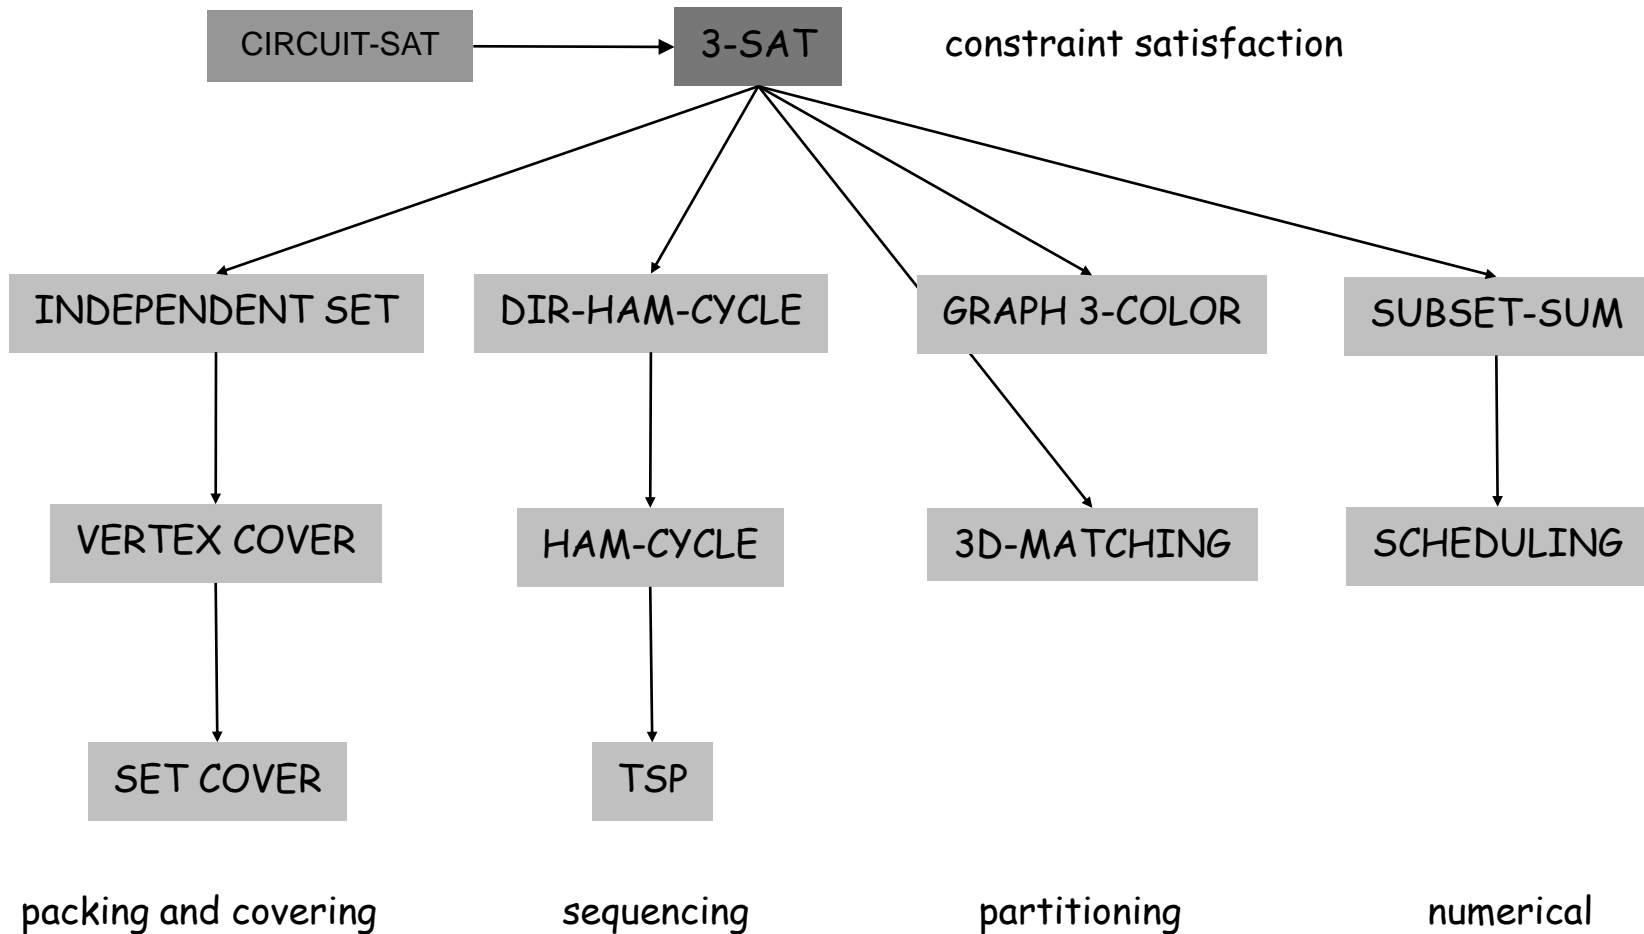 CIRCUIT-SAT
3-SAT
constraint satisfaction
INDEPENDENT SET
DIR-HAM-CYCLE
GRAPH 3-COLOR
SUBSET-SUM
VERTEX COVER
HAM-CYCLE
3D-MATCHING
SCHEDULING
SET COVER
TSP
packing and covering
sequencing
partitioning
numerical